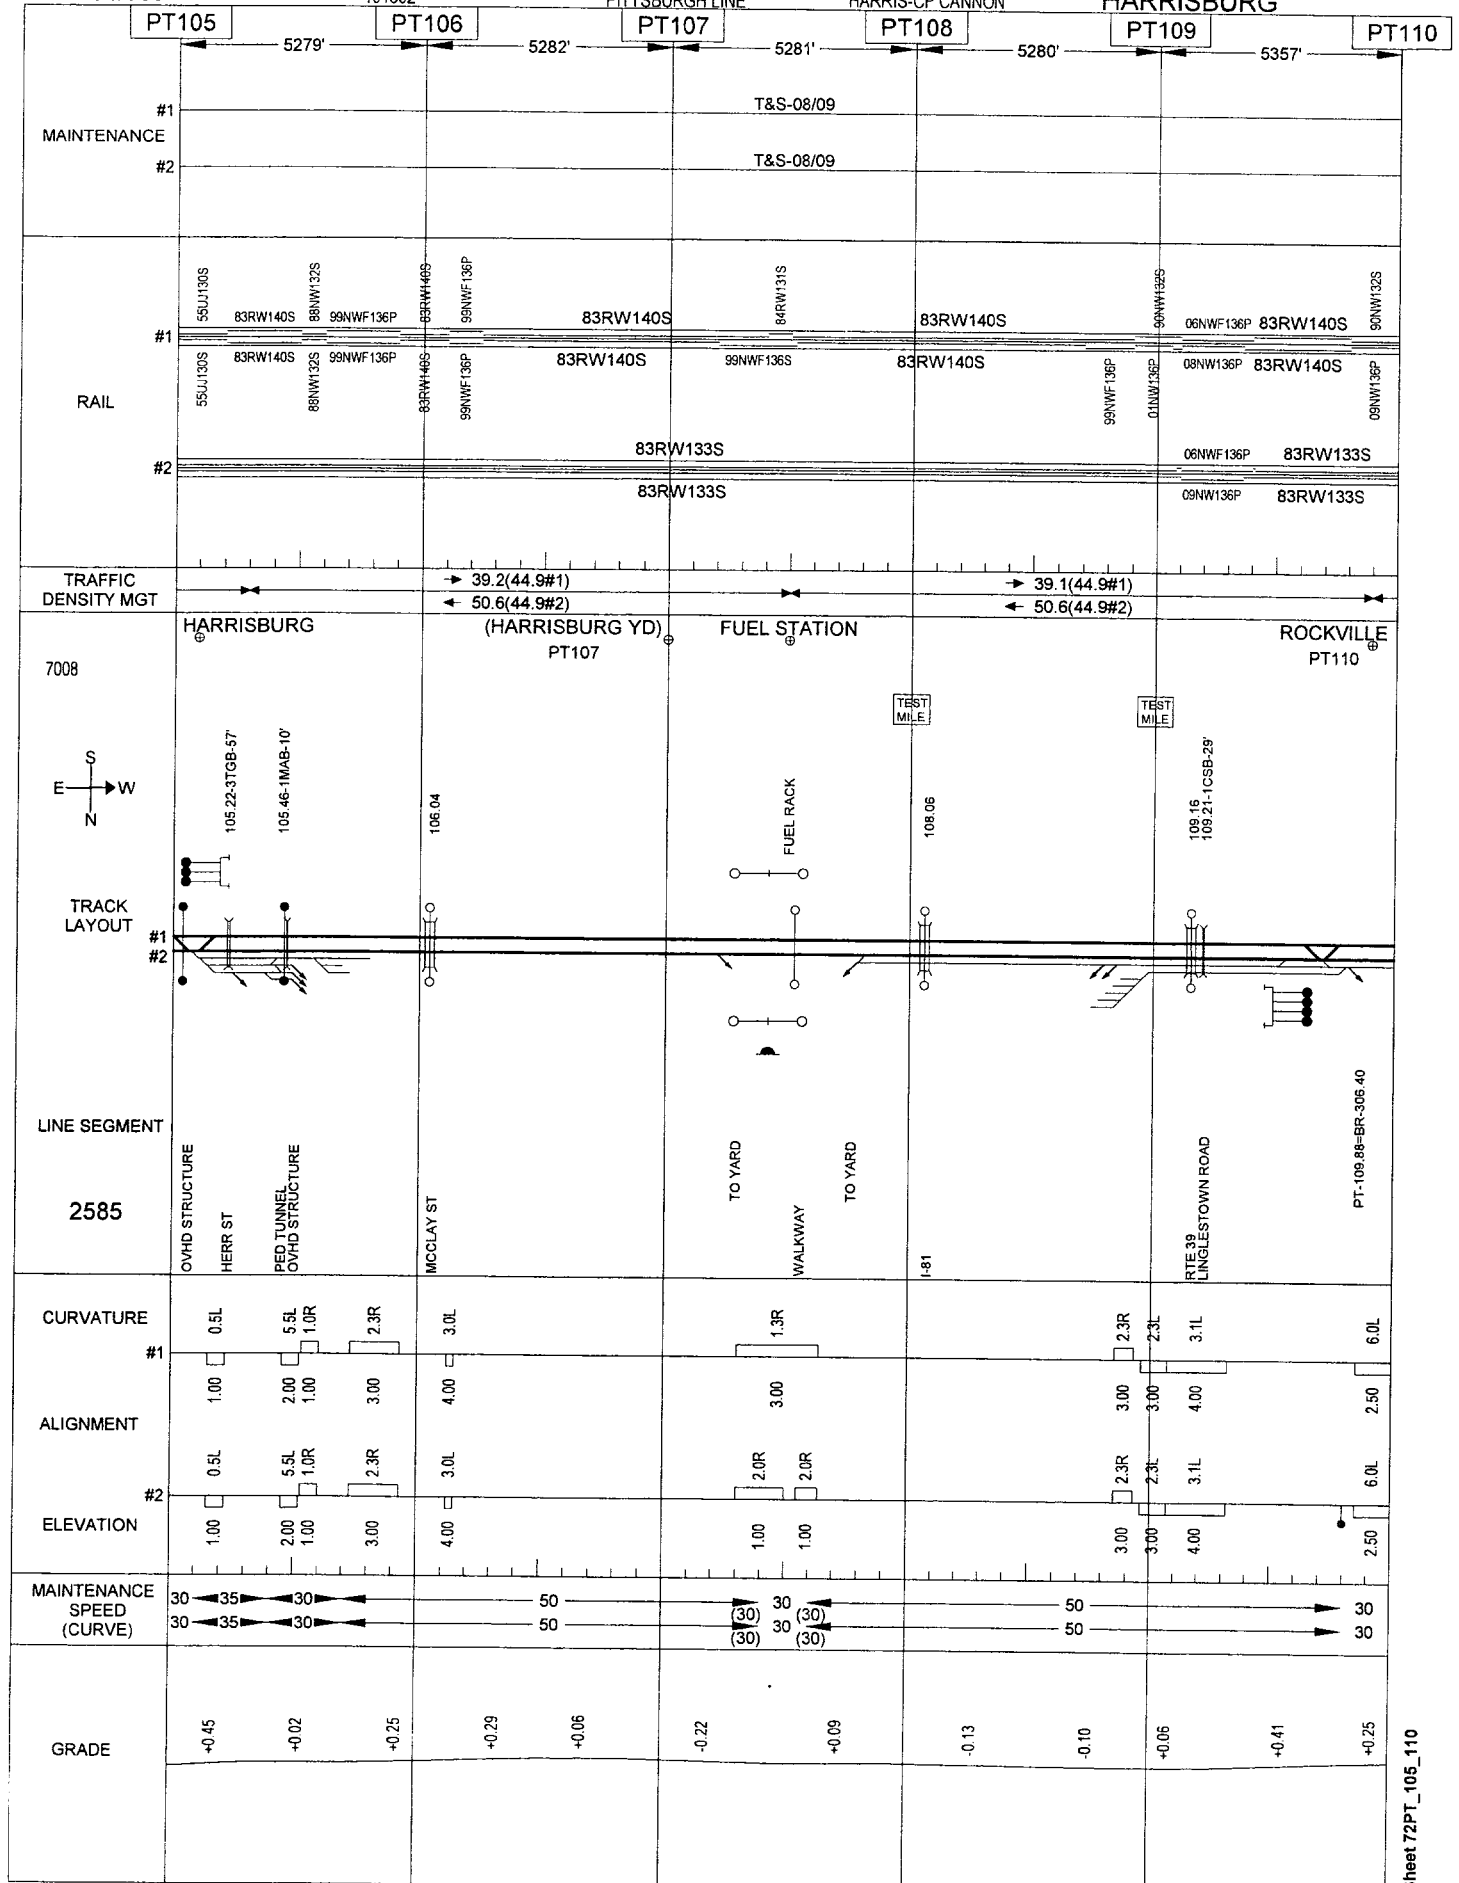 PITTSBURGH LINE HARRIS-CP CANNON HARRISBURG
PT105 PT106 PT107 PT108 PT109 PT110
5279' 5282' 5281' 5280' 5357'
MAINTENANCE
#1 T&S-08/09
#2 T&S-08/09
RAIL
55UJ130S 83RW140S 88NW132S 99NWF136P 83RW140S 99NWF136P 83RW140S 84RW131S 83RW140S 90NW132S 06NWF136P 83RW140S 90NW132S
#1
55UJ130S 83RW140S 88NW132S 99NWF136P 83RW140S 99NWF136P 83RW140S 99NWF136S 83RW140S 99NWF136P 01NW136P 08NW136P 83RW140S 09NW136P
83RW133S 06NWF136P 83RW133S
#2
83RW133S 09NW136P 83RW133S
TRAFFIC
DENSITY MGT
39.2(44.9#1) 39.1(44.9#1)
50.6(44.9#2) 50.6(44.9#2)
HARRISBURG (HARRISBURG YD) FUEL STATION ROCKVILLE
PT107 PT110
7008
TEST
MILE
TEST
MILE
S
E W
N
105.22-3TGB-57'
105.46-1MAB-10'
106.04
FUEL RACK
108.06
109.16
109.21-1CSB-29'
TRACK
LAYOUT
#1
#2
LINE SEGMENT
2585
OVHD STRUCTURE
HERR ST
PED TUNNEL
OVHD STRUCTURE
MCCLAY ST
TO YARD
WALKWAY
TO YARD
I-81
RTE 39
LINGLESTOWN ROAD
PT-109.88=BR-306.40
CURVATURE
0.5L 5.5L 1.0R 2.3R 3.0L 1.3R 2.3R 2.3L 3.1L 6.0L
#1
1.00 2.00 1.00 3.00 4.00 3.00 3.00 3.00 4.00 2.50
ALIGNMENT
0.5L 5.5L 1.0R 2.3R 3.0L 2.0R 2.0R 2.3R 2.3L 3.1L 6.0L
#2
ELEVATION
1.00 2.00 1.00 3.00 4.00 1.00 1.00 3.00 3.00 4.00 2.50
MAINTENANCE
SPEED
(CURVE)
30 35 30 50 30 50 30
(30) (30)
30 35 30 50 30 50 30
(30) (30)
GRADE
+0.45 +0.02 +0.25 +0.29 +0.06 -0.22 +0.09 -0.13 -0.10 +0.06 +0.41 +0.25
72PT_105_110